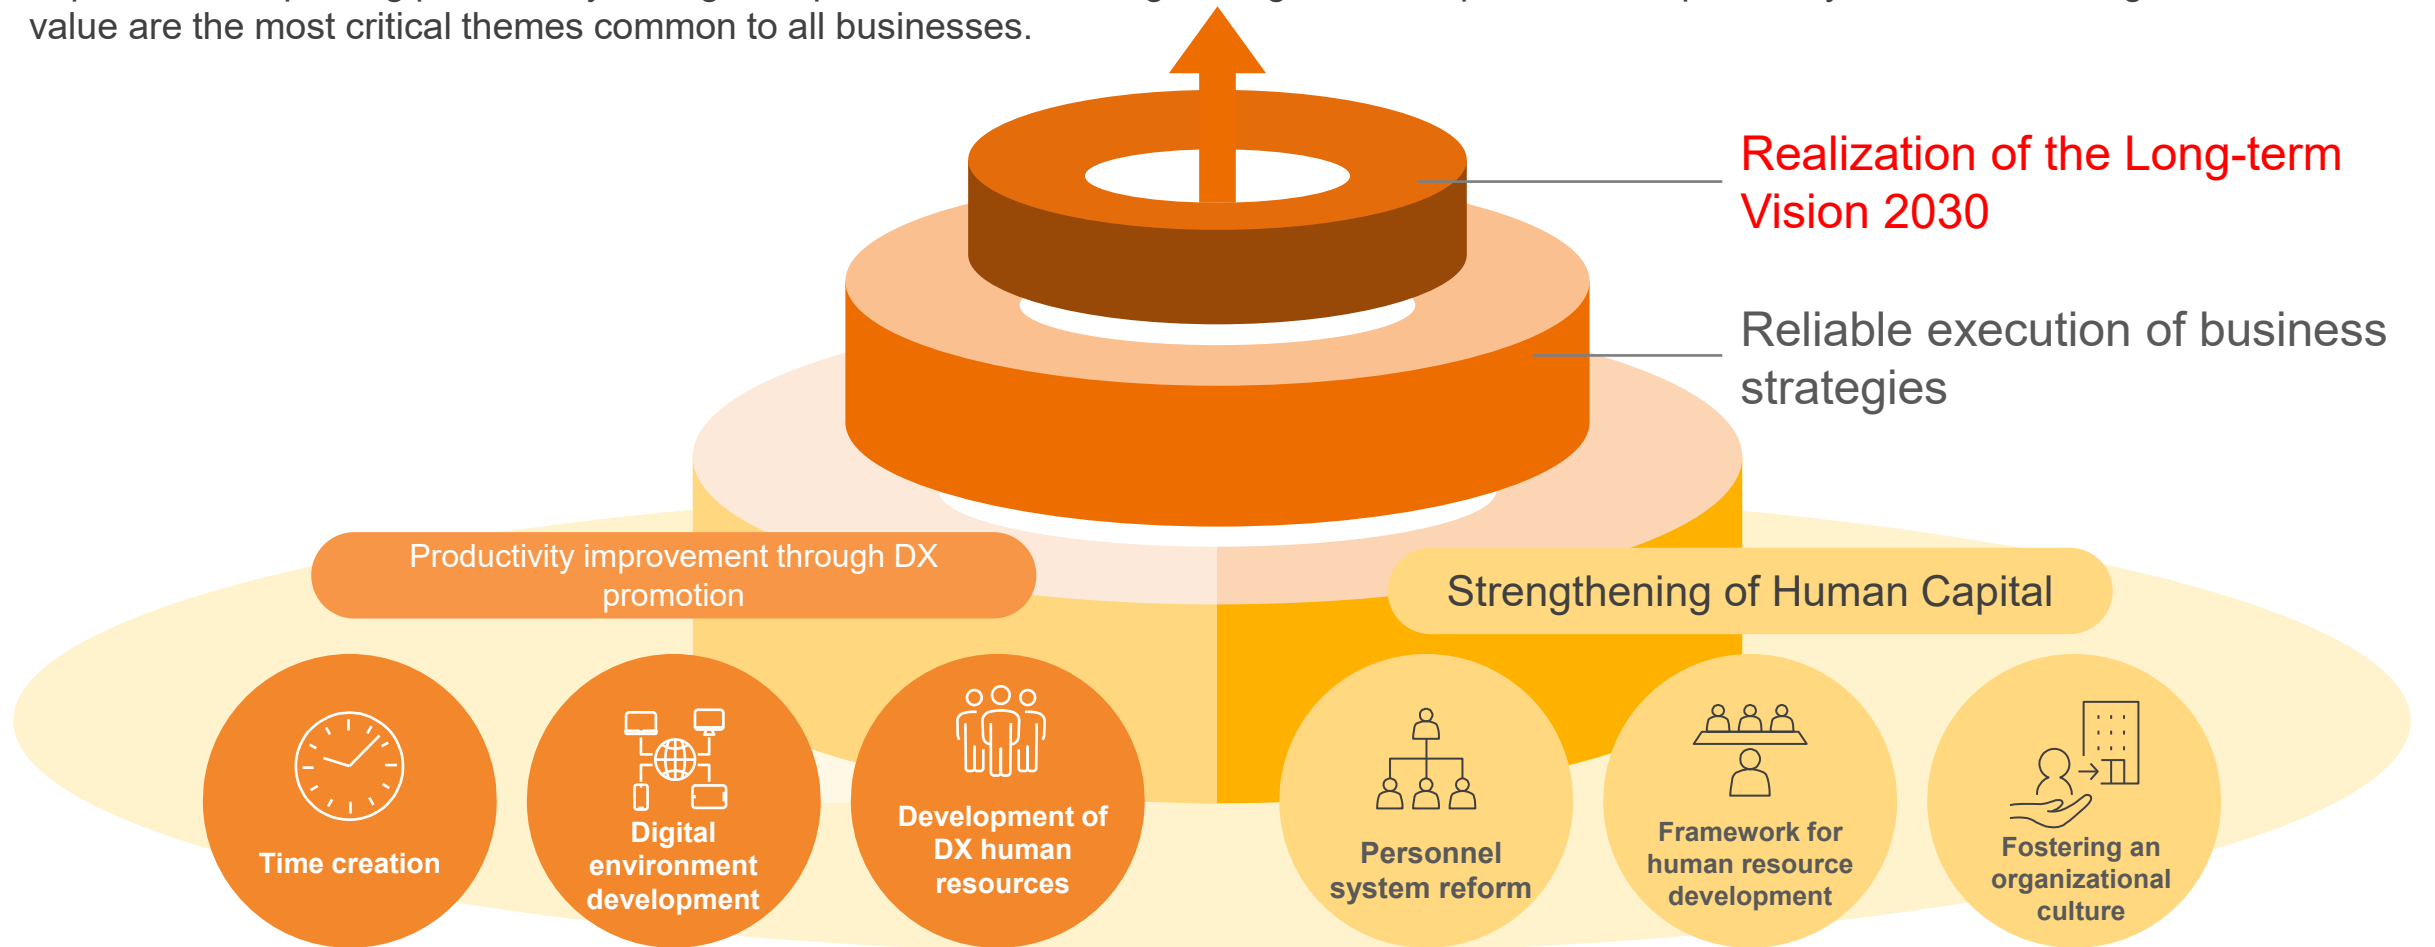 value are the most critical themes common to all businesses.
Realization of the Long-term
Vision 2030
Reliable execution of business
strategies
Productivity improvement through DX
promotion
Strengthening of Human Capital
Time creation
Digital
environment
development
Development of
DX human
resources
Personnel
system reform
Framework for
human resource
development
Fostering an
organizational
culture